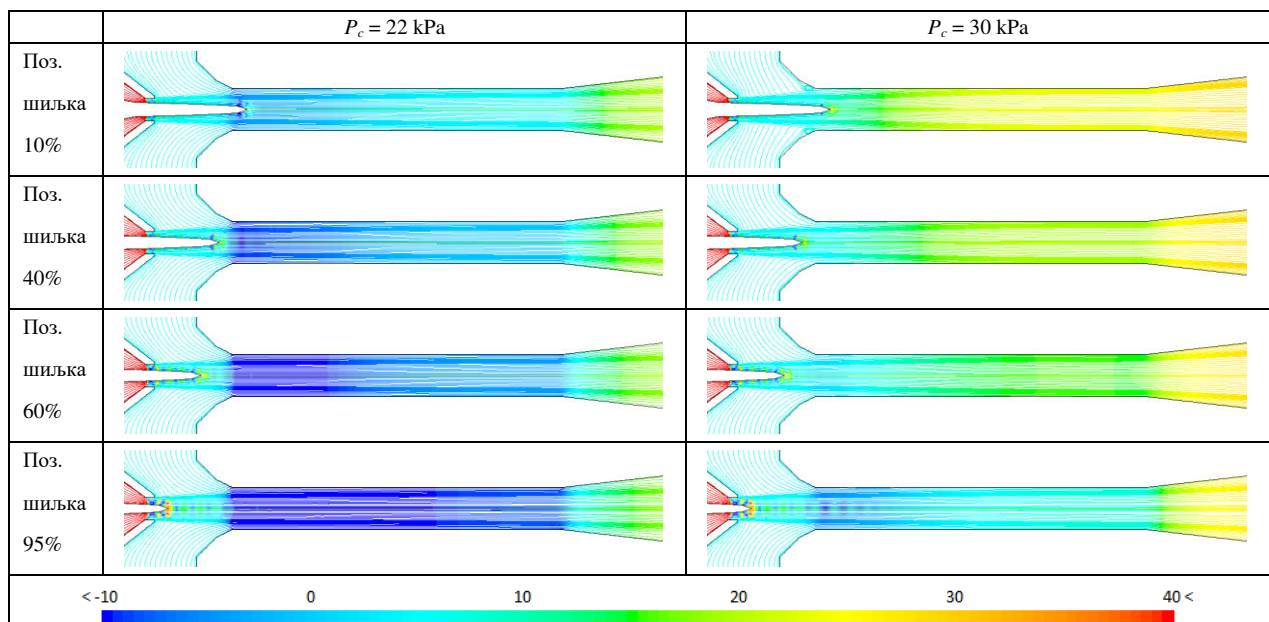 P_c = 22 kPa
P_c = 30 kPa
Поз.
шиљка
10%
Поз.
шиљка
40%
Поз.
шиљка
60%
Поз.
шиљка
95%
< -10 0 10 20 30 40 <